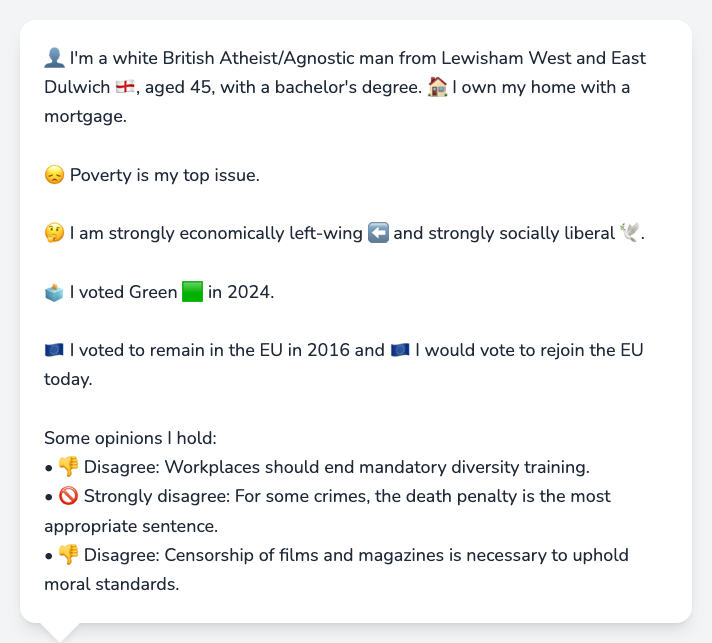 👤 I'm a white British Atheist/Agnostic man from Lewisham West and East
Dulwich 🏴󠁧󠁢󠁥󠁮󠁧󠁿, aged 45, with a bachelor's degree. 🏠 I own my home with a
mortgage.
😞 Poverty is my top issue.
🤔 I am strongly economically left-wing ⬅️ and strongly socially liberal 🕊️.
🗳️ I voted Green 🟩 in 2024.
🇪🇺 I voted to remain in the EU in 2016 and 🇪🇺 I would vote to rejoin the EU
today.
Some opinions I hold:
• 👎 Disagree: Workplaces should end mandatory diversity training.
• 🚫 Strongly disagree: For some crimes, the death penalty is the most
appropriate sentence.
• 👎 Disagree: Censorship of films and magazines is necessary to uphold
moral standards.